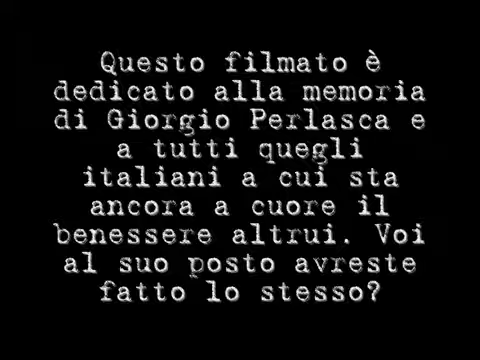 Questo filmato è
dedicato alla memoria
di Giorgio Perlasca e
a tutti quegli
italiani a cui sta
ancora a cuore il
benessere altrui. Voi
al suo posto avreste
fatto lo stesso?